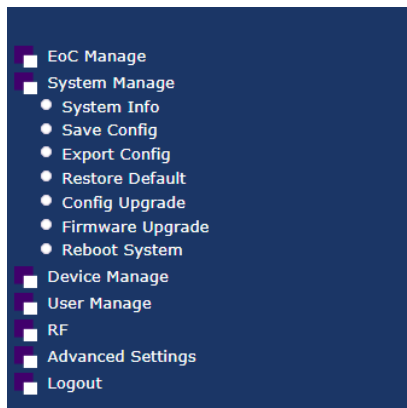 EoC Manage
System Manage
System Info
Save Config
Export Config
Restore Default
Config Upgrade
Firmware Upgrade
Reboot System
Device Manage
User Manage
RF
Advanced Settings
Logout